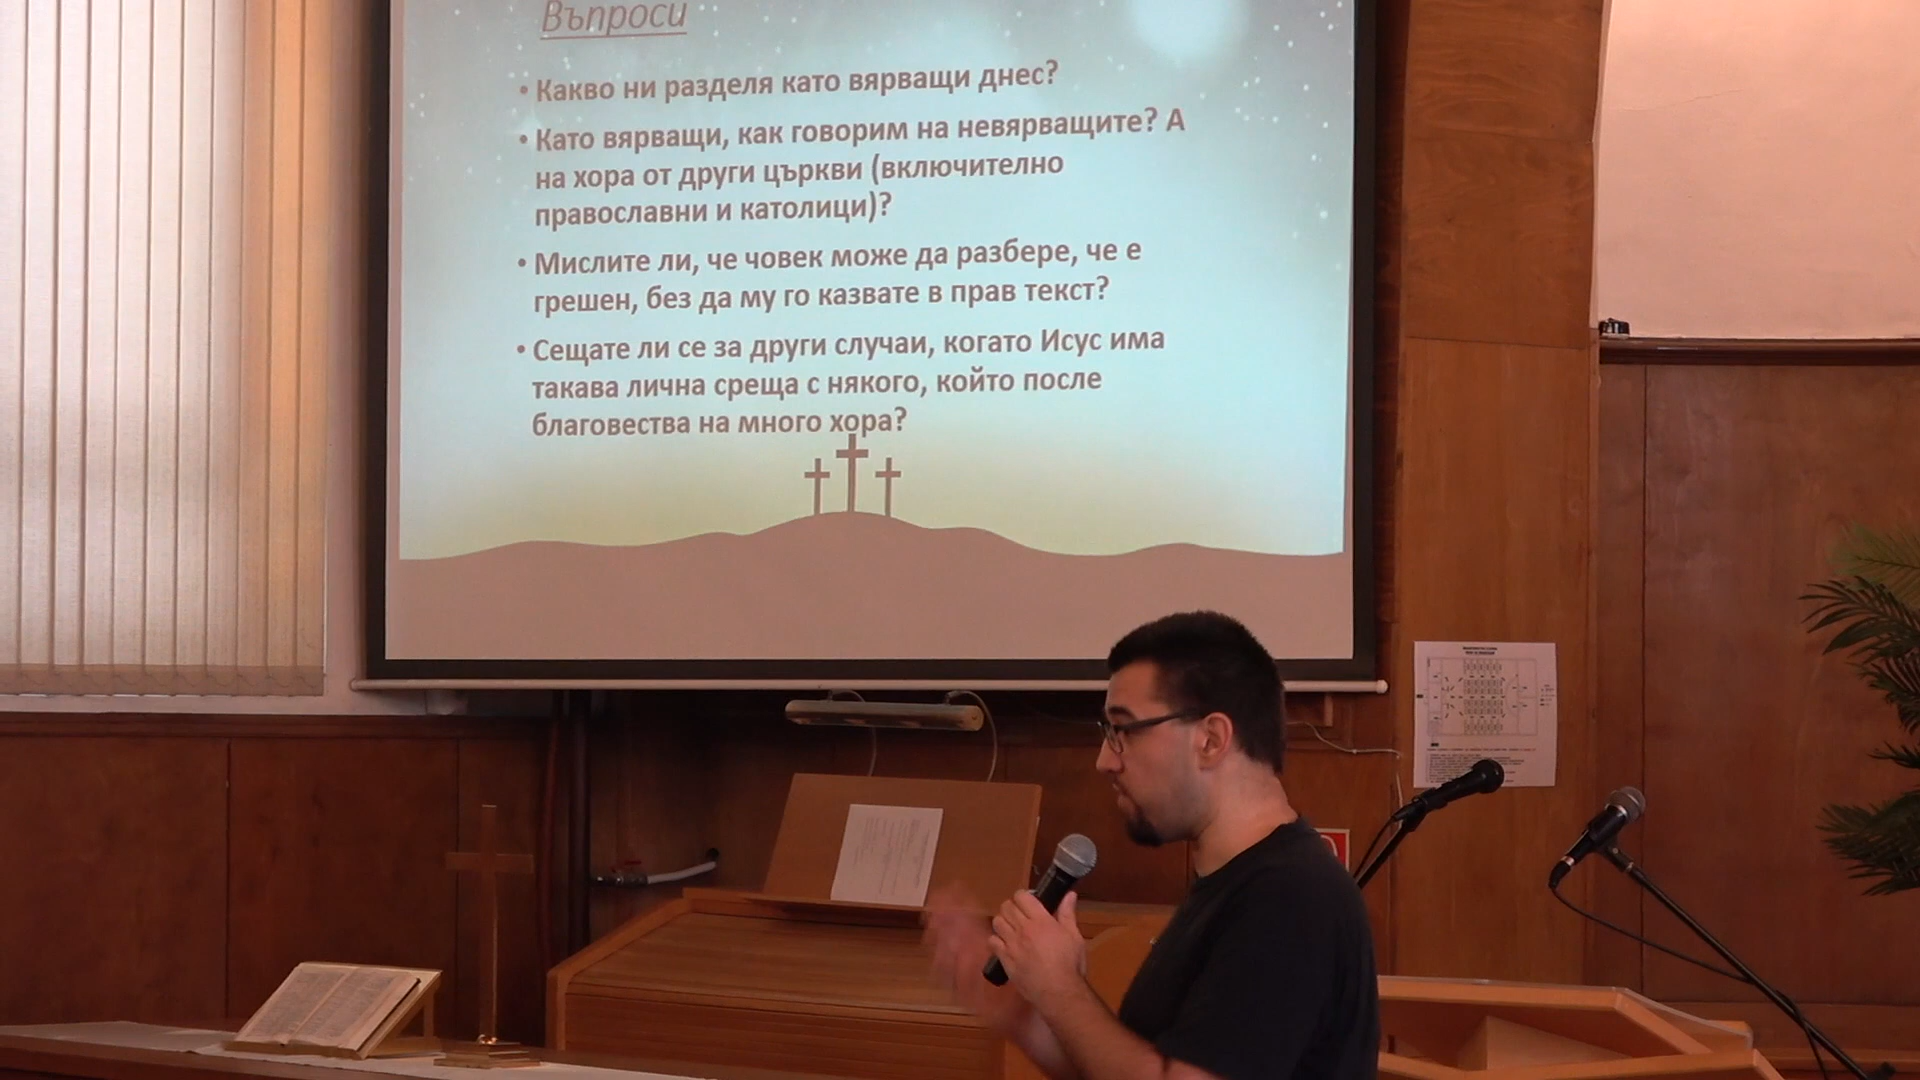 Въпроси
• Какво ни разделя като вярващи днес?
• Като вярващи, как говорим на невярващите? А
на хора от други църкви (включително
православни и католици)?
• Мислите ли, че човек може да разбере, че е
грешен, без да му го казвате в прав текст?
• Сещате ли се за други случаи, когато Исус има
такава лична среща с някого, който после
благовества на много хора?